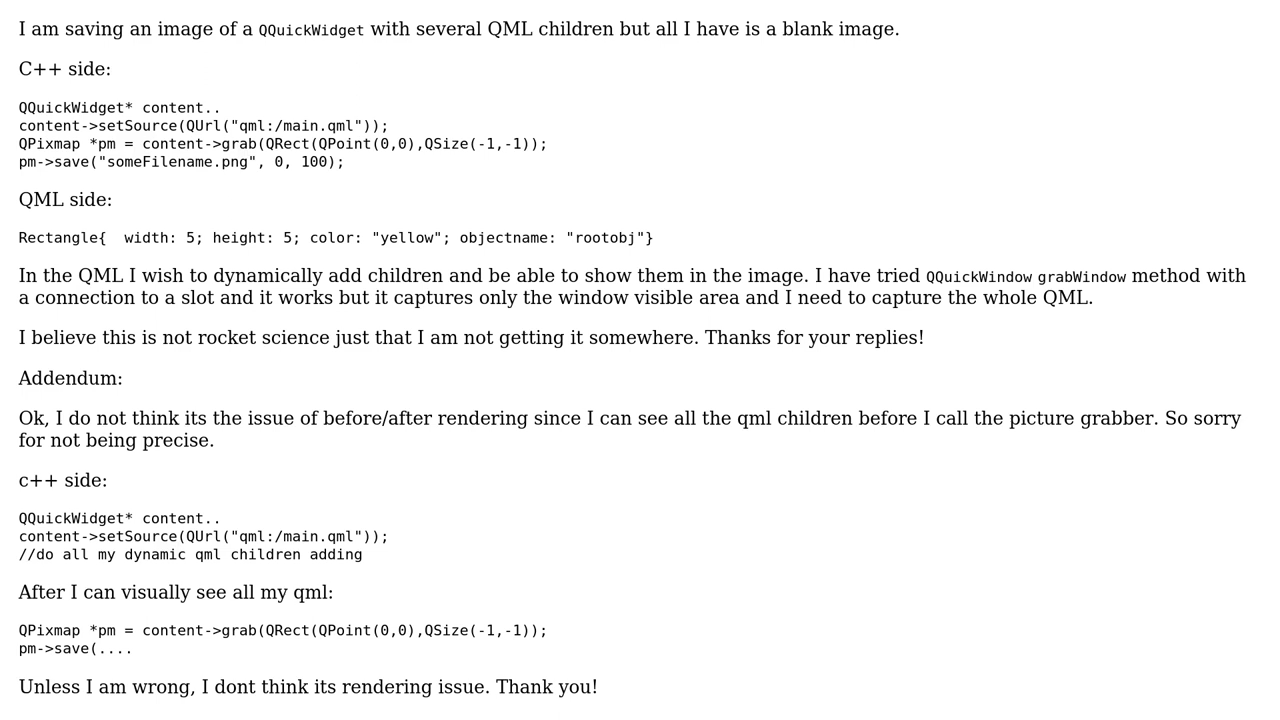 I am saving an image of a QQuickWidget with several QML children but all I have is a blank image.
C++ side:
QQuickWidget* content..
content->setSource(QUrl("qml:/main.qml"));
QPixmap *pm = content->grab(QRect(QPoint(0,0),QSize(-1,-1));
pm->save("someFilename.png", 0, 100);
QML side:
Rectangle{  width: 5; height: 5; color: "yellow"; objectname: "rootobj"}
In the QML I wish to dynamically add children and be able to show them in the image. I have tried QQuickWindow grabWindow method with
a connection to a slot and it works but it captures only the window visible area and I need to capture the whole QML.
I believe this is not rocket science just that I am not getting it somewhere. Thanks for your replies!
Addendum:
Ok, I do not think its the issue of before/after rendering since I can see all the qml children before I call the picture grabber. So sorry
for not being precise.
c++ side:
QQuickWidget* content..
content->setSource(QUrl("qml:/main.qml"));
//do all my dynamic qml children adding
After I can visually see all my qml:
QPixmap *pm = content->grab(QRect(QPoint(0,0),QSize(-1,-1));
pm->save(....
Unless I am wrong, I dont think its rendering issue. Thank you!